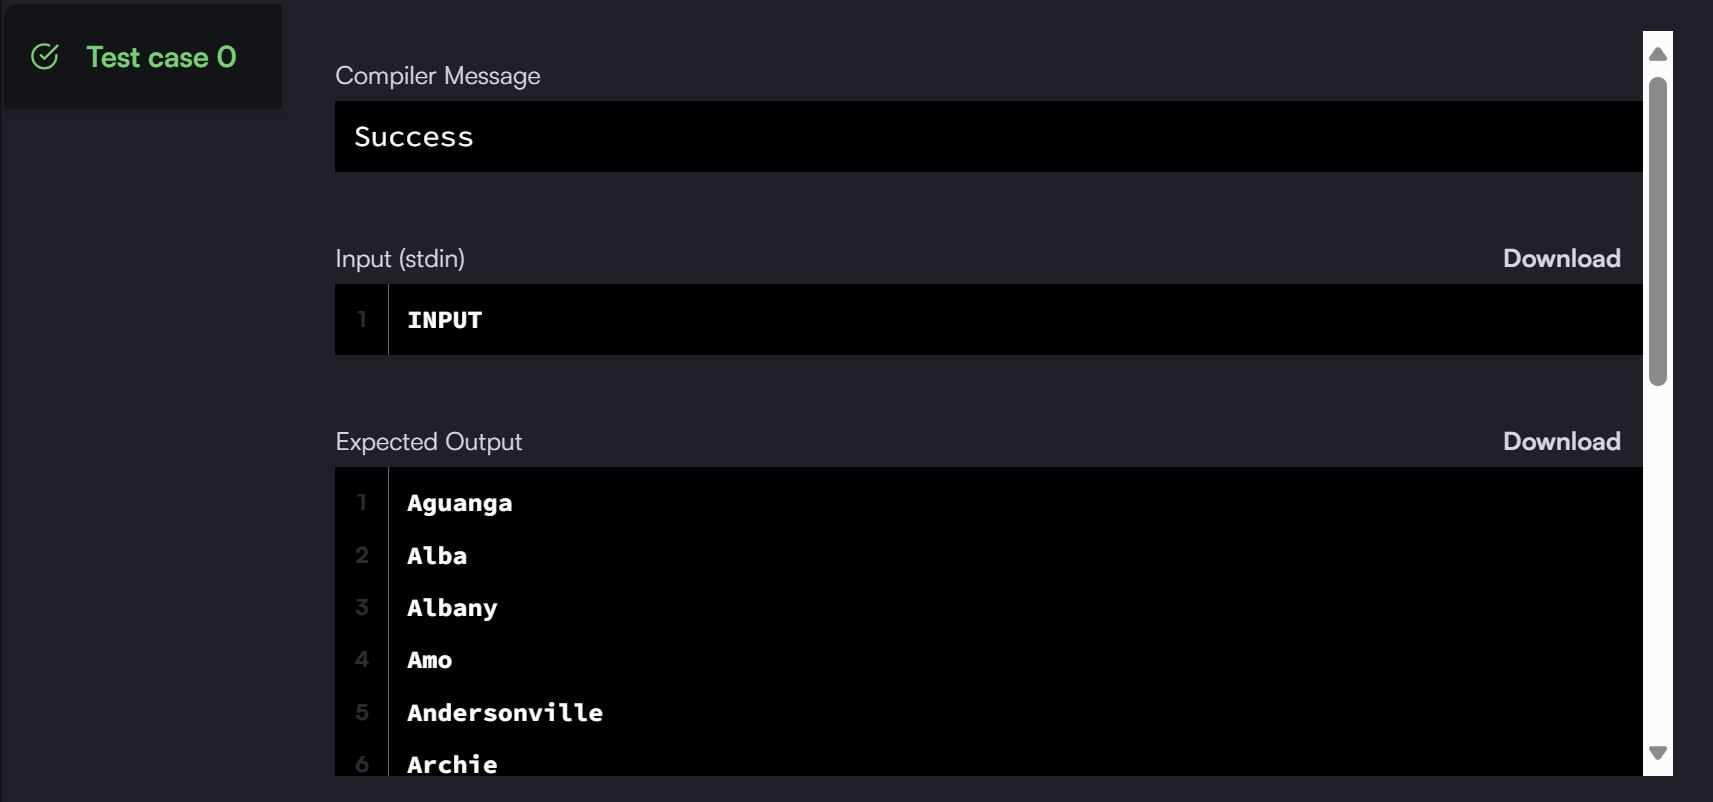 Test case 0
Compiler Message
Success
Input (stdin)
Download
1 INPUT
Expected Output
Download
1 Aguanga
2 Alba
3 Albany
4 Amo
5 Andersonville
6 Archie